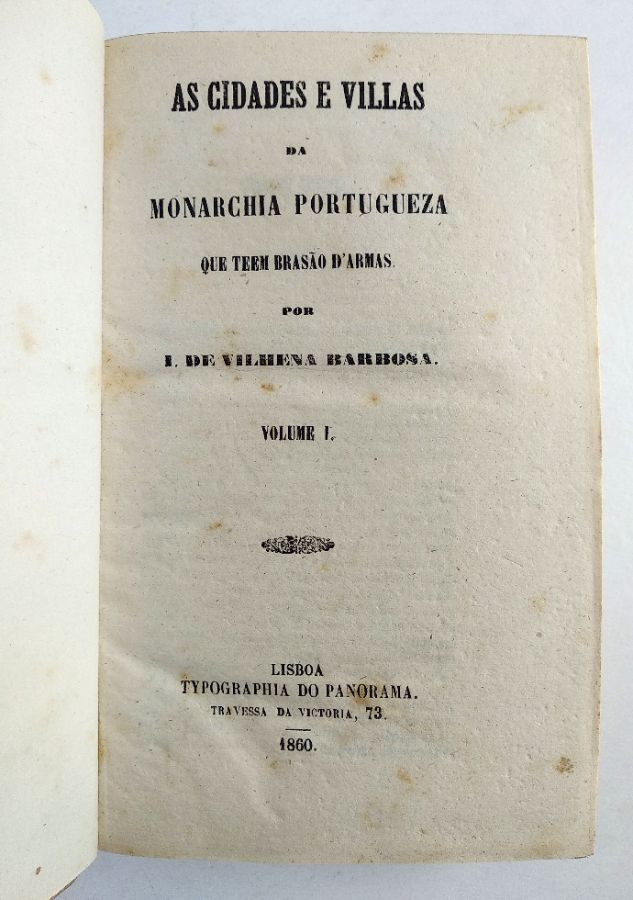 AS CIDADES E VILLAS
DA
MONARCHIA PORTUGUEZA
QUE TEEM BRASÃO D'ARMAS.
POR
I. DE VILHENA BARBOSA.
VOLUME I.
LISBOA
TYPOGRAPHIA DO PANORAMA.
TRAVESSA DA VICTORIA, 73.
1860.